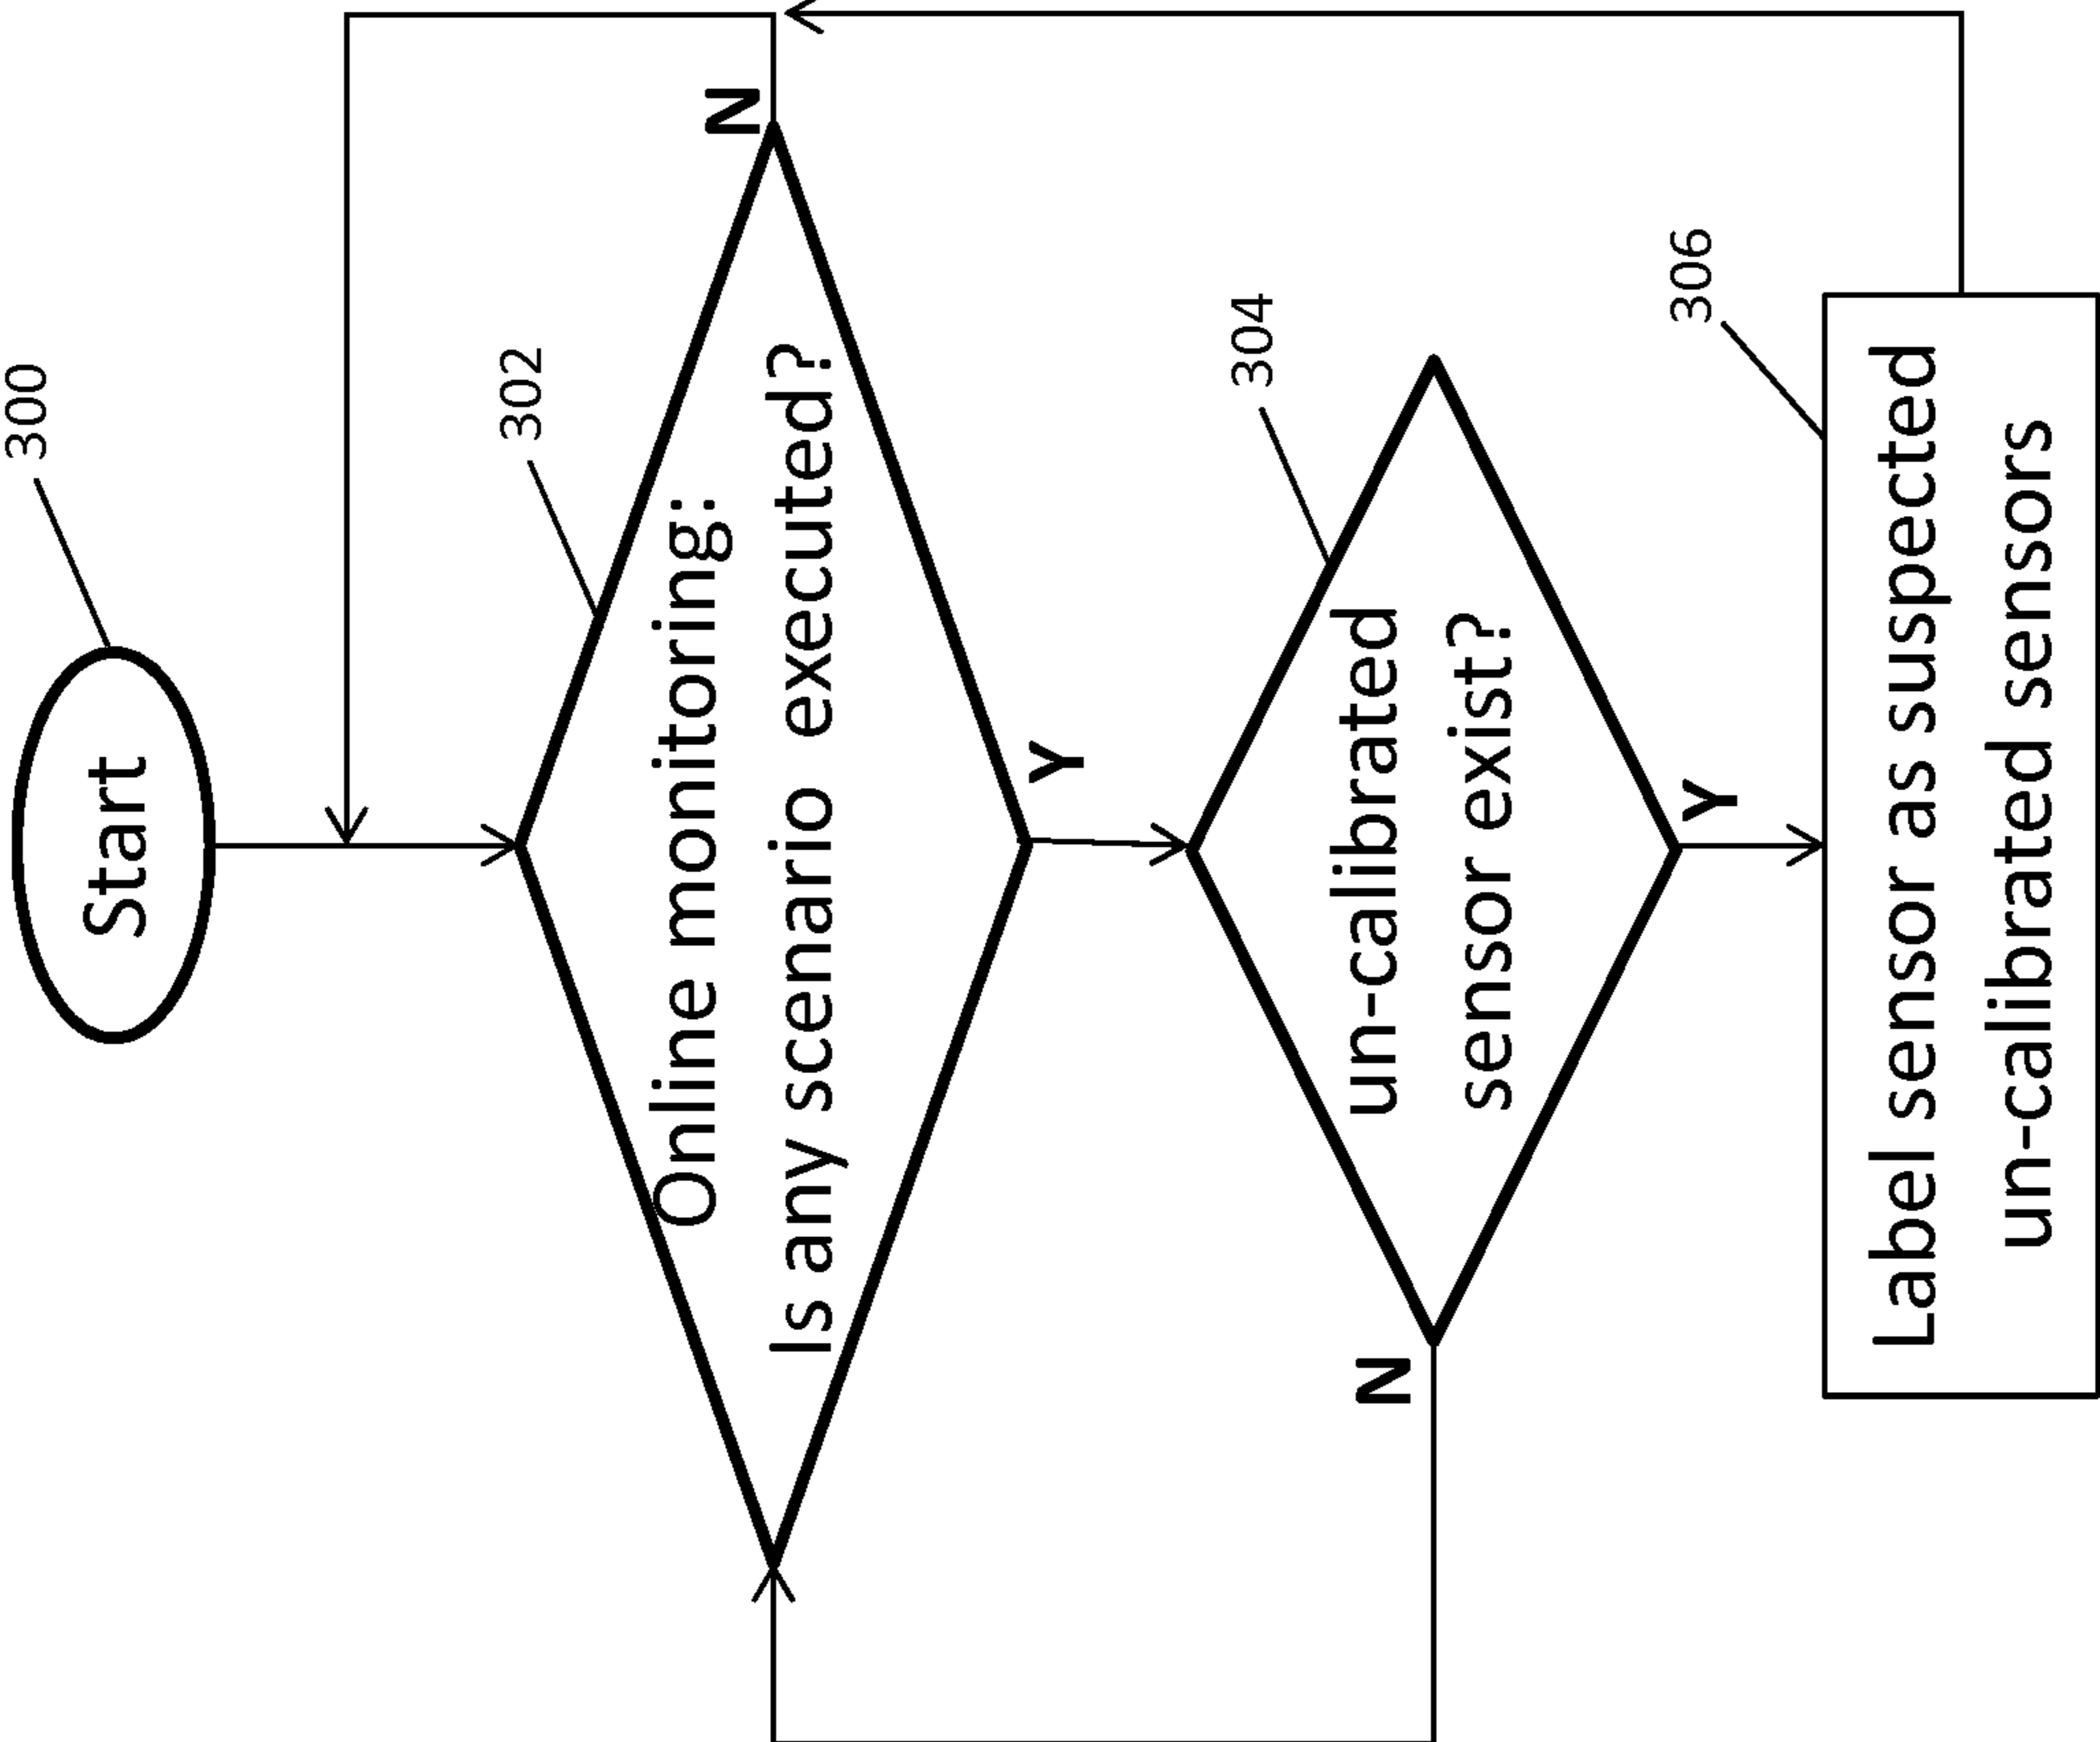 Start
300
302
N
Online monitoring:
Is any scenario executed?
Y
304
un-calibrated
sensor exist?
N
Y
306
Label sensor as suspected
un-calibrated sensors